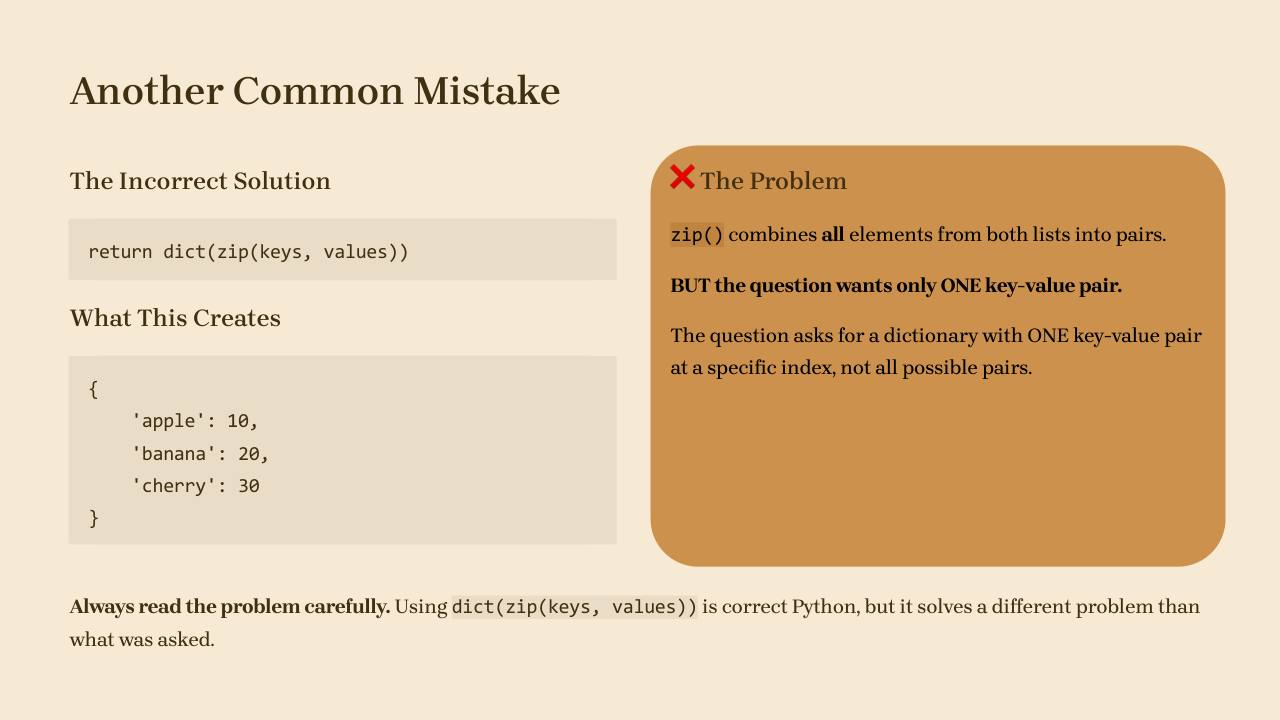 Another Common Mistake
The Incorrect Solution
return dict(zip(keys, values))
What This Creates
{
    'apple': 10,
    'banana': 20,
    'cherry': 30
}
❌ The Problem
zip() combines all elements from both lists into pairs.
BUT the question wants only ONE key-value pair.
The question asks for a dictionary with ONE key-value pair
at a specific index, not all possible pairs.
Always read the problem carefully. Using dict(zip(keys, values)) is correct Python, but it solves a different problem than
what was asked.